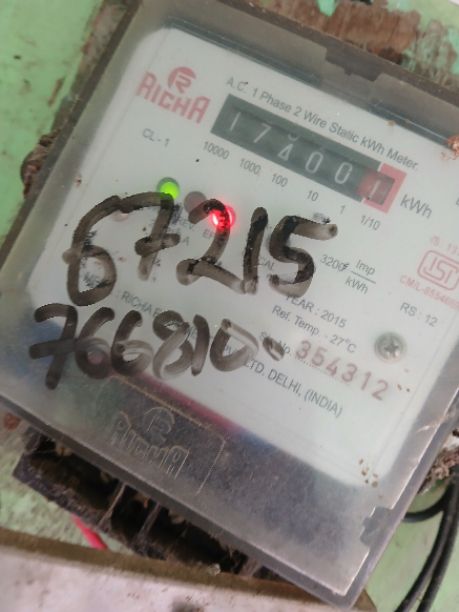 RICHA
A.C. 1 Phase 2 Wire Static kWh Meter
174001
kWh
CL - 1
10000 1000 100 10 1 1/10
67215
3200 Imp/kWh
YEAR : 2015
RS : 12
Ref. Temp. - 27°C
766810
354312
LTD. DELHI, (INDIA)
RICHA